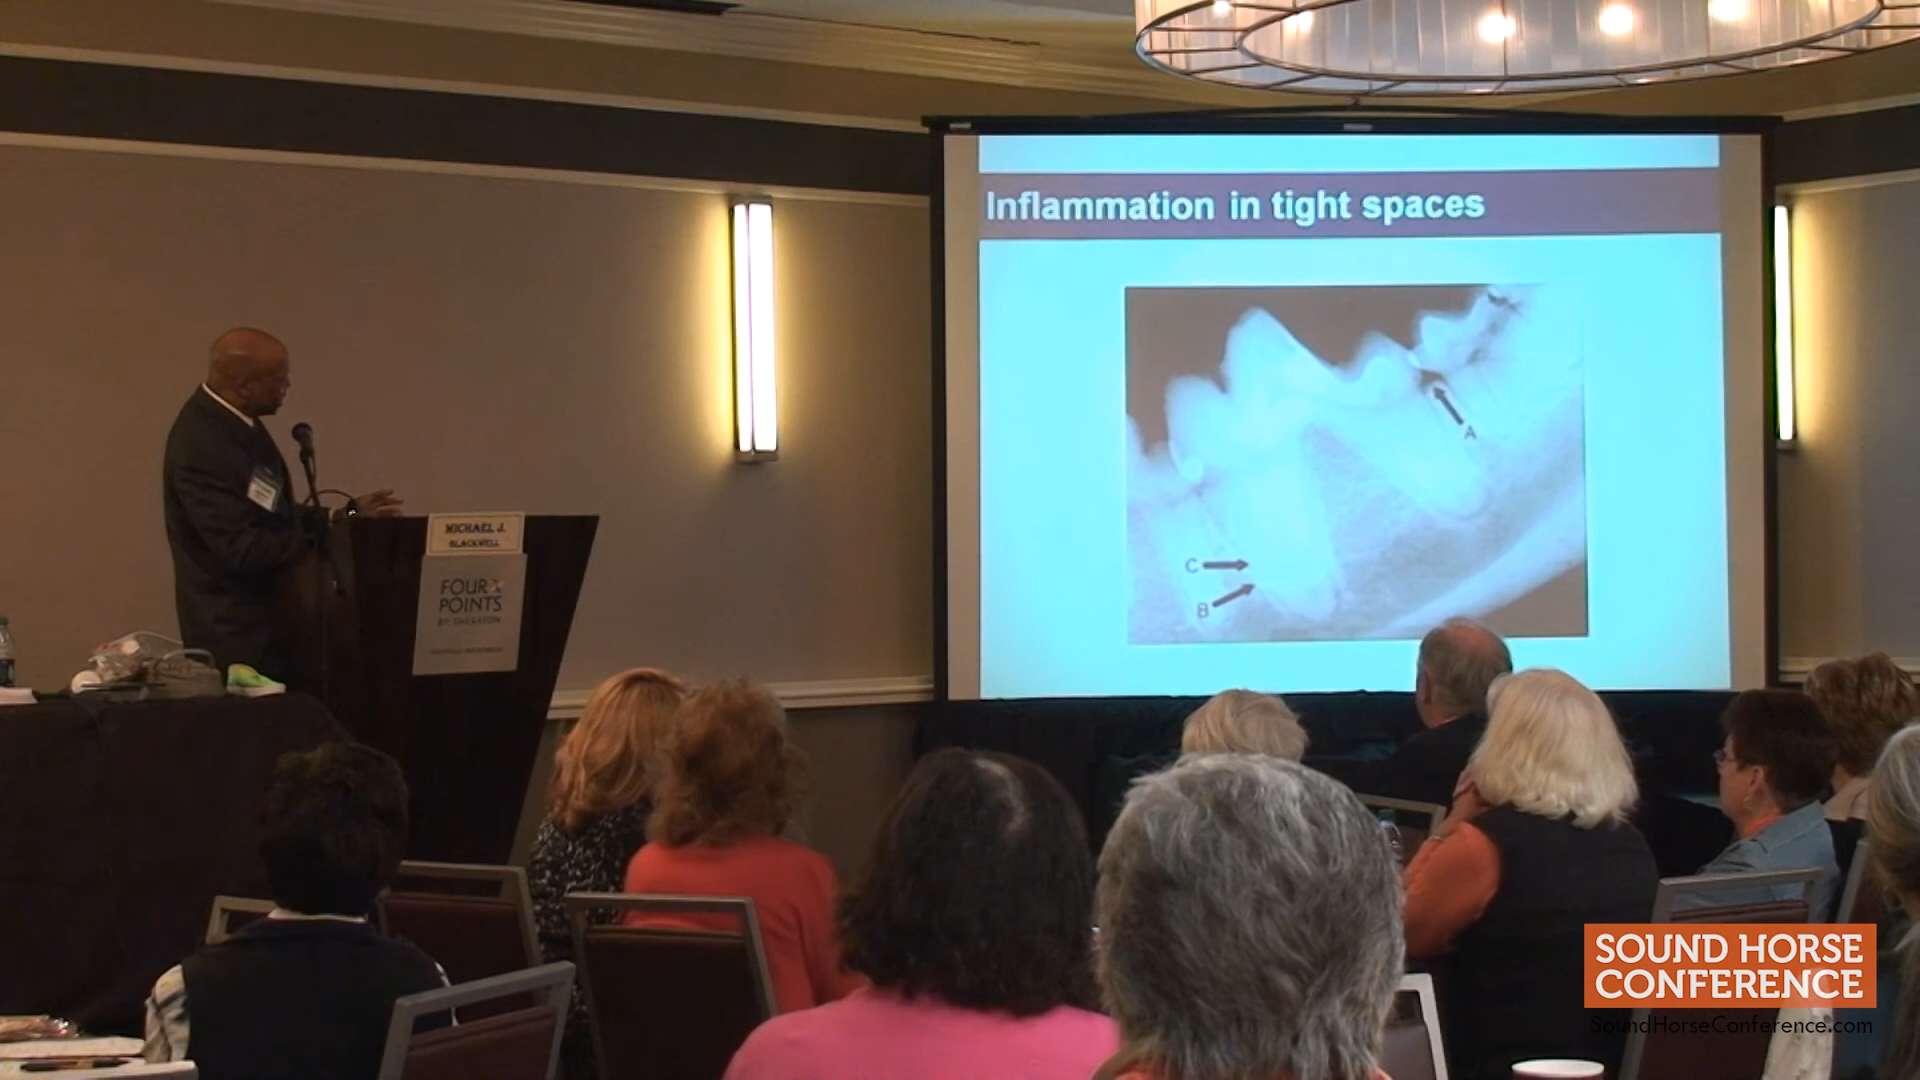 Inflammation in tight spaces
A
C
B
MICHAEL J.
BLACKWELL
FOUR
POINTS
BY SHERATON
SOUND HORSE
CONFERENCE
SoundHorseConference.com